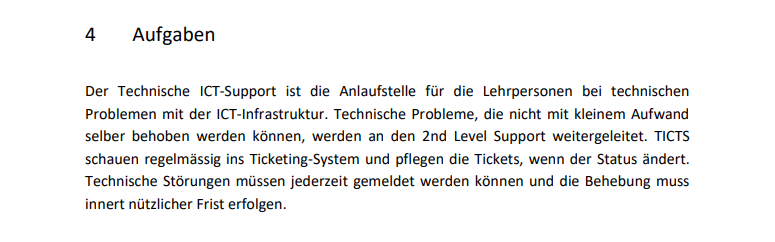 4 Aufgaben
Der Technische ICT-Support ist die Anlaufstelle für die Lehrpersonen bei technischen
Problemen mit der ICT-Infrastruktur. Technische Probleme, die nicht mit kleinem Aufwand
selber behoben werden können, werden an den 2nd Level Support weitergeleitet. TICTS
schauen regelmässig ins Ticketing-System und pflegen die Tickets, wenn der Status ändert.
Technische Störungen müssen jederzeit gemeldet werden können und die Behebung muss
innert nützlicher Frist erfolgen.